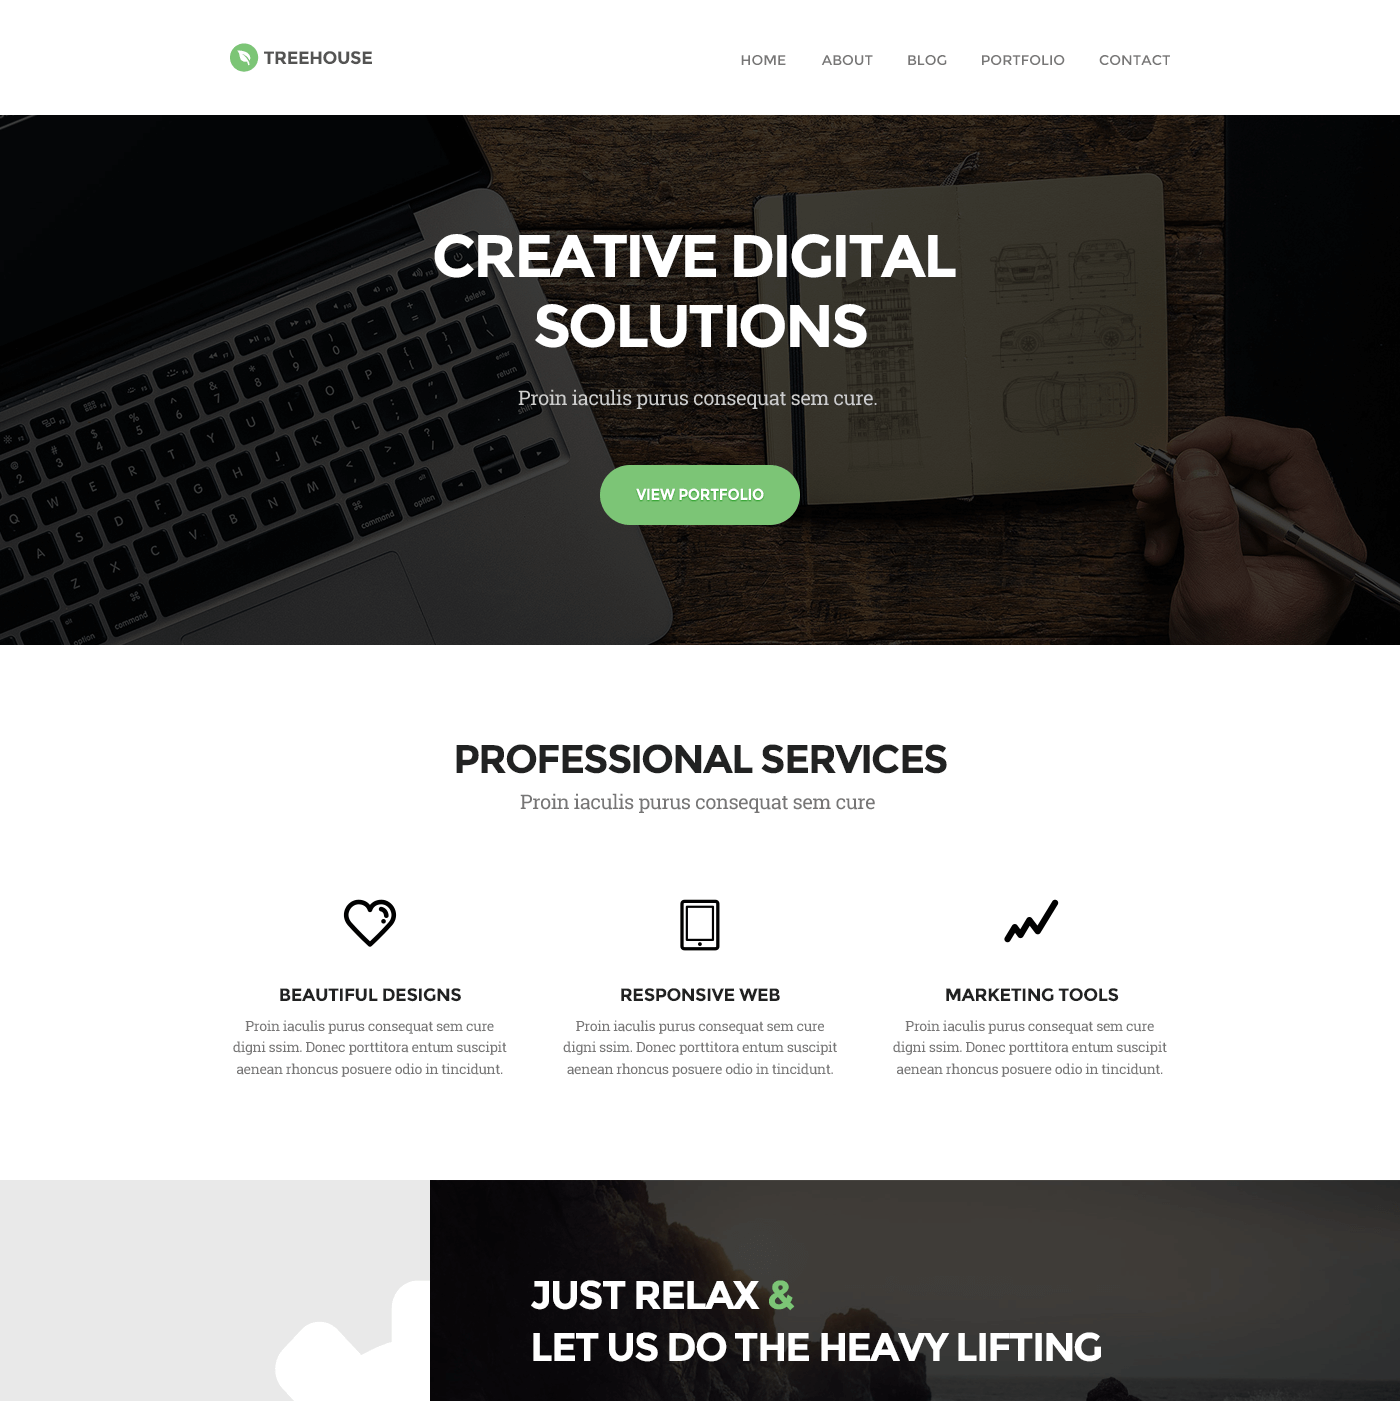 TREEHOUSE
HOME ABOUT BLOG PORTFOLIO CONTACT
CREATIVE DIGITAL
SOLUTIONS
Proin iaculis purus consequat sem cure.
VIEW PORTFOLIO
PROFESSIONAL SERVICES
Proin iaculis purus consequat sem cure
BEAUTIFUL DESIGNS
Proin iaculis purus consequat sem cure
digni ssim. Donec porttitora entum suscipit
aenean rhoncus posuere odio in tincidunt.
RESPONSIVE WEB
Proin iaculis purus consequat sem cure
digni ssim. Donec porttitora entum suscipit
aenean rhoncus posuere odio in tincidunt.
MARKETING TOOLS
Proin iaculis purus consequat sem cure
digni ssim. Donec porttitora entum suscipit
aenean rhoncus posuere odio in tincidunt.
JUST RELAX &
LET US DO THE HEAVY LIFTING